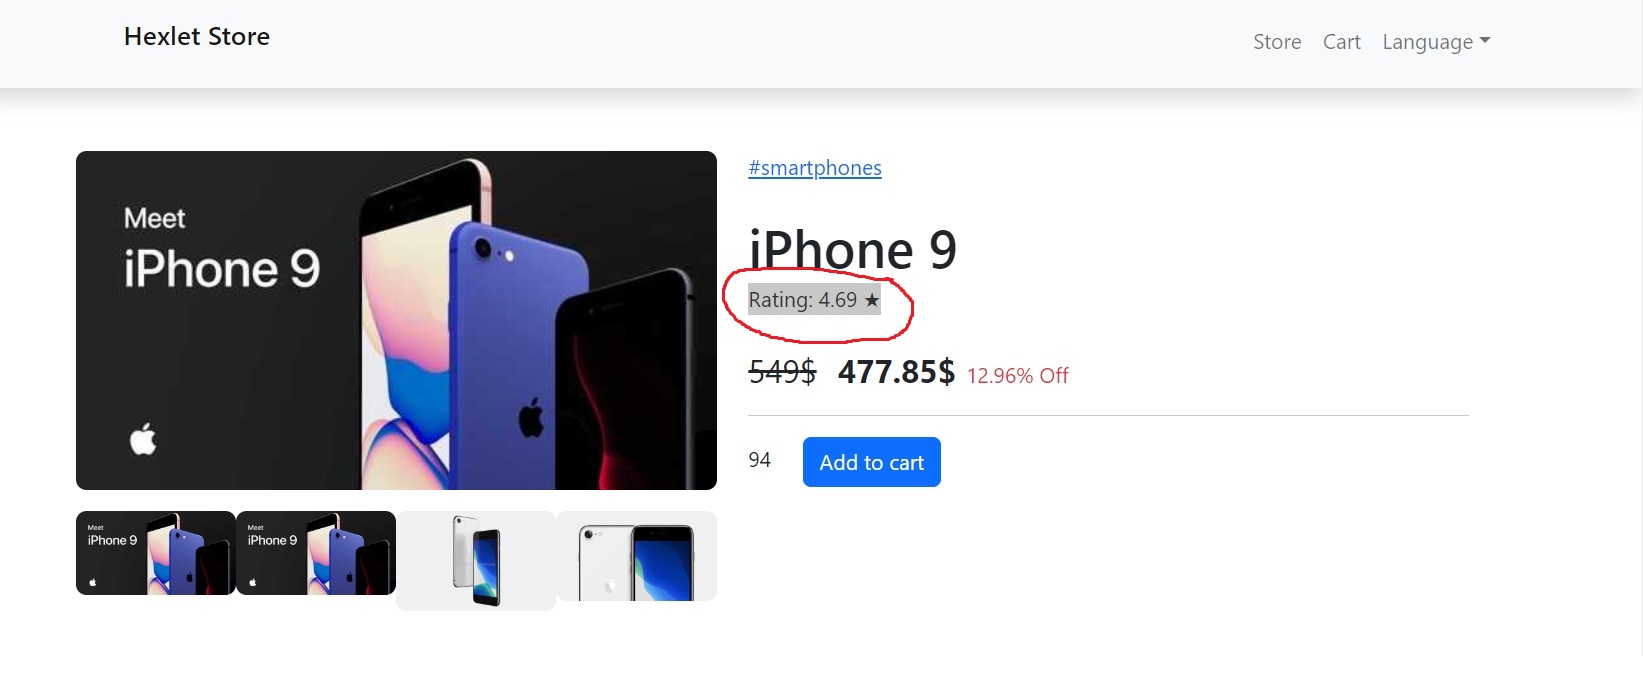 Hexlet Store
Store Cart Language
#smartphones
Meet
iPhone 9
iPhone 9
Rating: 4.69 ★
549$ 477.85$ 12.96% Off
94 Add to cart
Meet
iPhone 9
Meet
iPhone 9